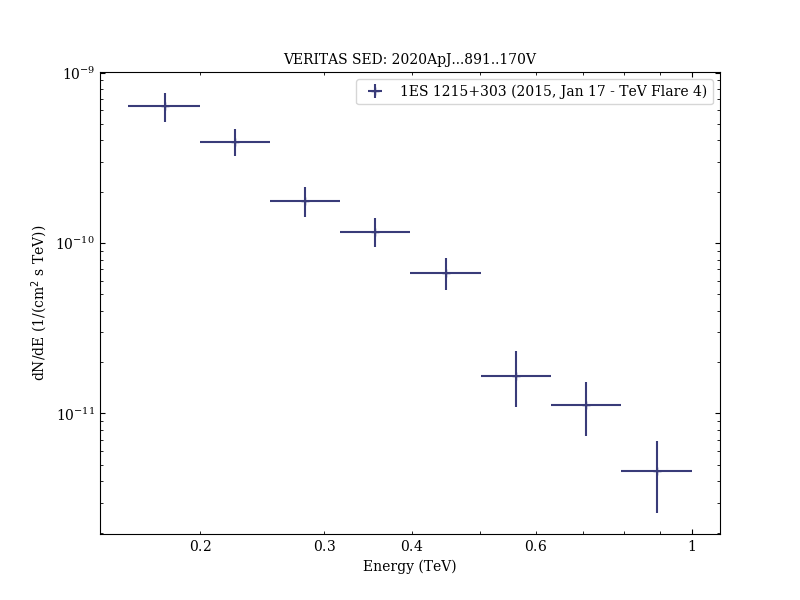 VERITAS SED: 2020ApJ...891..170V
1ES 1215+303 (2015, Jan 17 - TeV Flare 4)
dN/dE (1/(cm² s TeV))
10⁻⁹
10⁻¹⁰
10⁻¹¹
0.2 0.3 0.4 0.6 1
Energy (TeV)